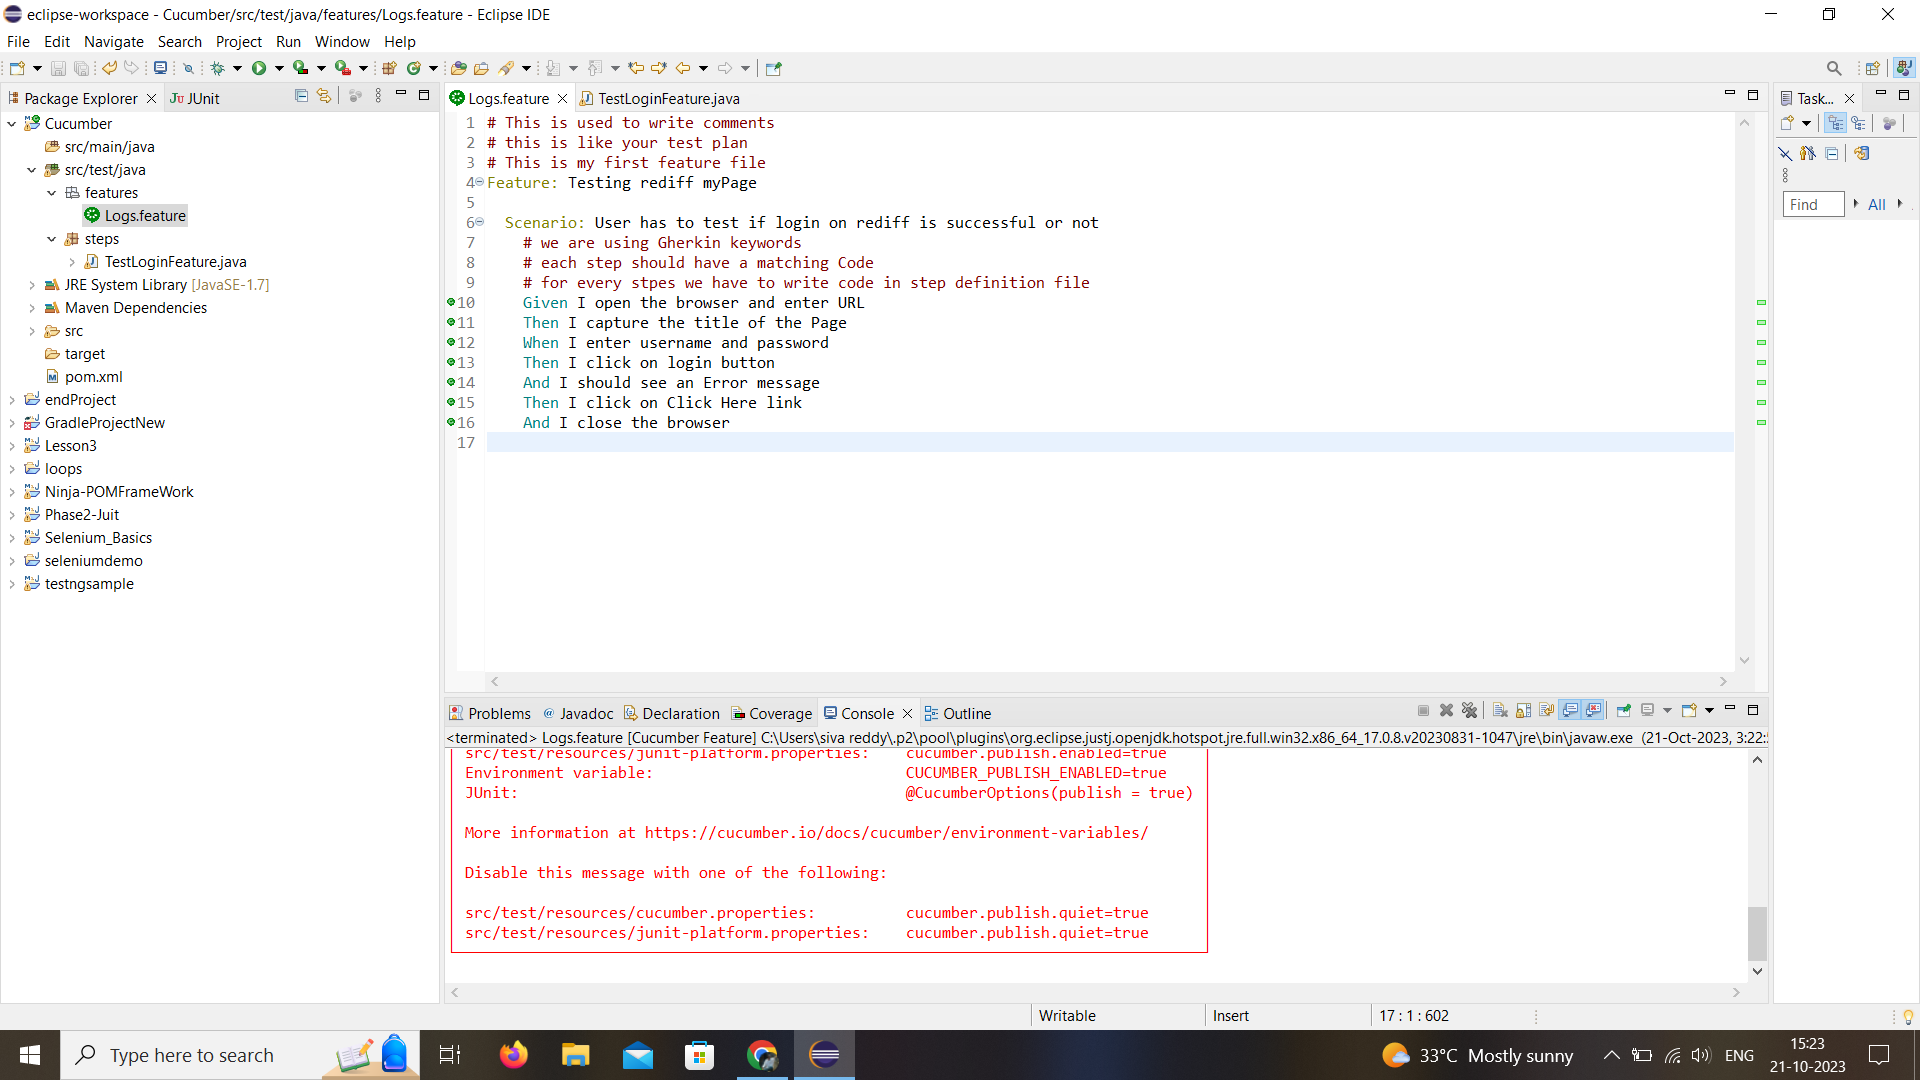 eclipse-workspace - Cucumber/src/test/java/features/Logs.feature - Eclipse IDE
File Edit Navigate Search Project Run Window Help
Package Explorer
JUnit
Cucumber
src/main/java
src/test/java
features
Logs.feature
steps
TestLoginFeature.java
JRE System Library [JavaSE-1.7]
Maven Dependencies
src
target
pom.xml
endProject
GradleProjectNew
Lesson3
loops
Ninja-POMFrameWork
Phase2-Juit
Selenium_Basics
seleniumdemo
testngsample
Logs.feature
TestLoginFeature.java
1 # This is used to write comments
2 # this is like your test plan
3 # This is my first feature file
4 Feature: Testing rediff myPage
5
6 Scenario: User has to test if login on rediff is successful or not
7 # we are using Gherkin keywords
8 # each step should have a matching Code
9 # for every stpes we have to write code in step definition file
10 Given I open the browser and enter URL
11 Then I capture the title of the Page
12 When I enter username and password
13 Then I click on login button
14 And I should see an Error message
15 Then I click on Click Here link
16 And I close the browser
17
Task...
Find
All
Problems @ Javadoc Declaration Coverage Console Outline
<terminated> Logs.feature [Cucumber Feature] C:\Users\siva reddy\.p2\pool\plugins\org.eclipse.justj.openjdk.hotspot.jre.full.win32.x86_64_17.0.8.v20230831-1047\jre\bin\javaw.exe (21-Oct-2023, 3:22:
src/test/resources/junit-platform.properties: cucumber.publish.enabled=true
Environment variable: CUCUMBER_PUBLISH_ENABLED=true
JUnit: @CucumberOptions(publish = true)
More information at https://cucumber.io/docs/cucumber/environment-variables/
Disable this message with one of the following:
src/test/resources/cucumber.properties: cucumber.publish.quiet=true
src/test/resources/junit-platform.properties: cucumber.publish.quiet=true
Writable
Insert
17 : 1 : 602
Type here to search
33°C Mostly sunny
ENG
15:23
21-10-2023